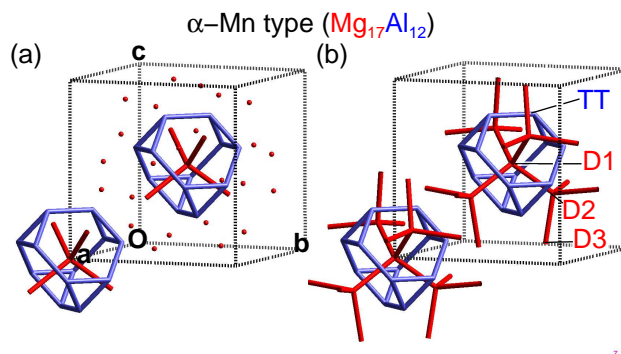 α−Mn type (Mg17Al12)
(a)
(b)
c
TT
D1
D2
O
a
b
D3
z